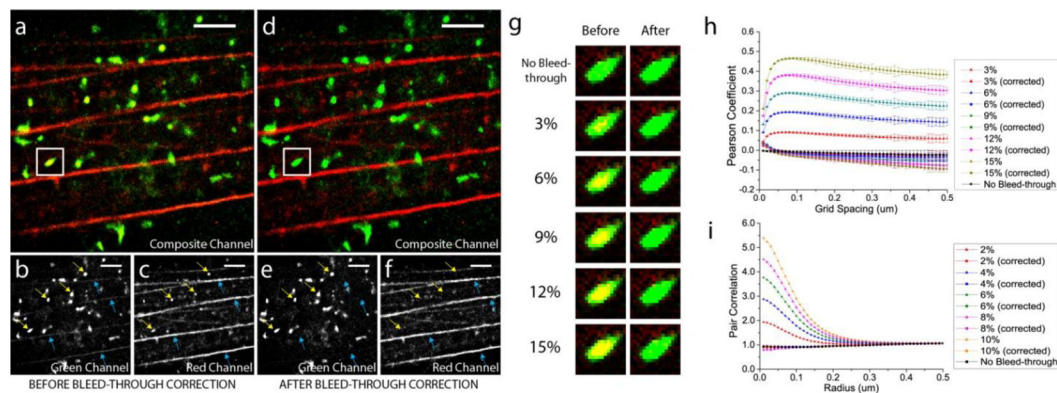 a
Composite Channel
d
Composite Channel
b
Green Channel
c
Red Channel
e
Green Channel
f
Red Channel
BEFORE BLEED-THROUGH CORRECTION
AFTER BLEED-THROUGH CORRECTION
g
Before After
No Bleed-
through
3%
6%
9%
12%
15%
h
Pearson Coefficient
0.6
0.5
0.4
0.3
0.2
0.1
0.0
-0.1
-0.2
0.0 0.1 0.2 0.3 0.4 0.5
Grid Spacing (um)
3%
3% (corrected)
6%
6% (corrected)
9%
9% (corrected)
12%
12% (corrected)
15%
15% (corrected)
No Bleed-through
i
Pair Correlation
6.0
5.0
4.0
3.0
2.0
1.0
0.0
0.0 0.1 0.2 0.3 0.4 0.5
Radius (um)
2%
2% (corrected)
4%
4% (corrected)
6%
6% (corrected)
8%
8% (corrected)
10%
10% (corrected)
No Bleed-through